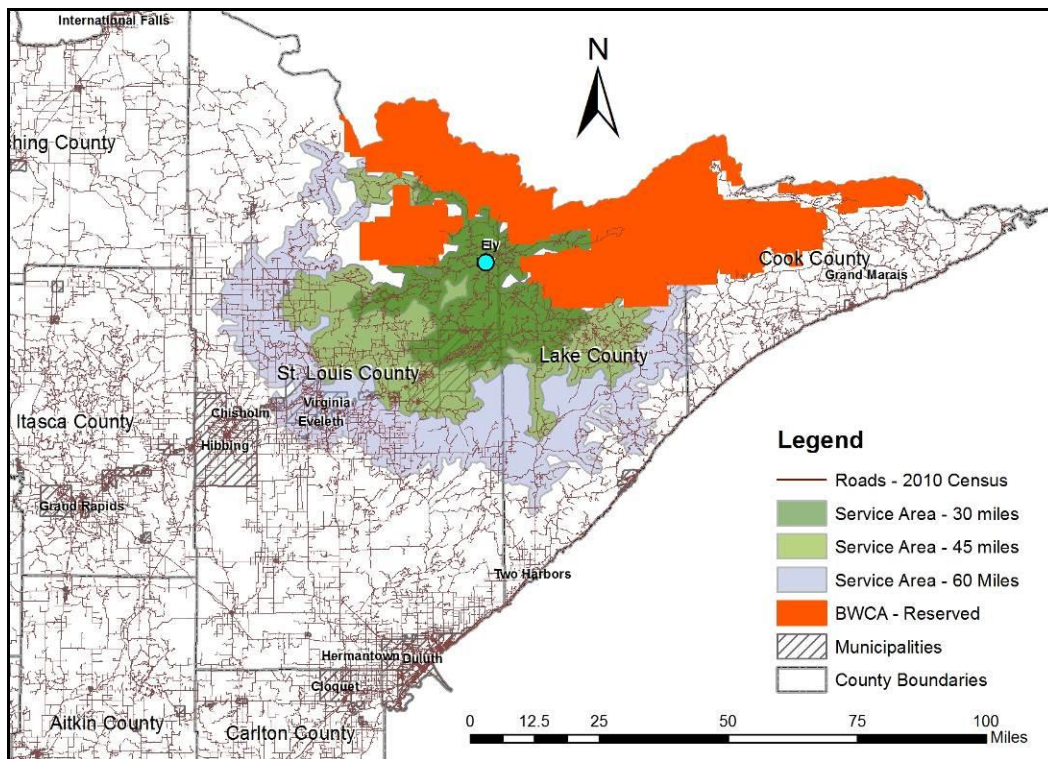 International Falls
N
ching County
Ely
Cook County
Grand Marais
Lake County
St. Louis County
Virginia
Chisholm
Eveleth
Itasca County
Hibbing
Grand Rapids
Two Harbors
Hermantown
Duluth
Cloquet
Aitkin County
Carlton County
Legend
Roads - 2010 Census
Service Area - 30 miles
Service Area - 45 miles
Service Area - 60 Miles
BWCA - Reserved
Municipalities
County Boundaries
0 12.5 25 50 75 100
Miles